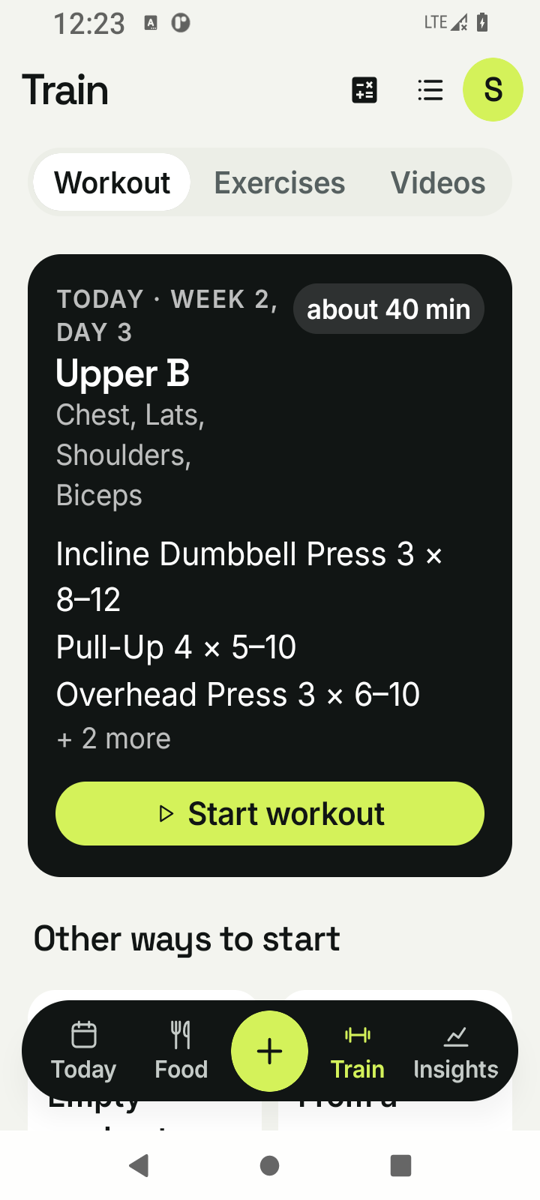 12:23
LTE
Train
S
Workout
Exercises
Videos
TODAY · WEEK 2,
DAY 3
about 40 min
Upper B
Chest, Lats,
Shoulders,
Biceps
Incline Dumbbell Press 3 ×
8–12
Pull-Up 4 × 5–10
Overhead Press 3 × 6–10
+ 2 more
Start workout
Other ways to start
Today
Food
Train
Insights
Empty
From a